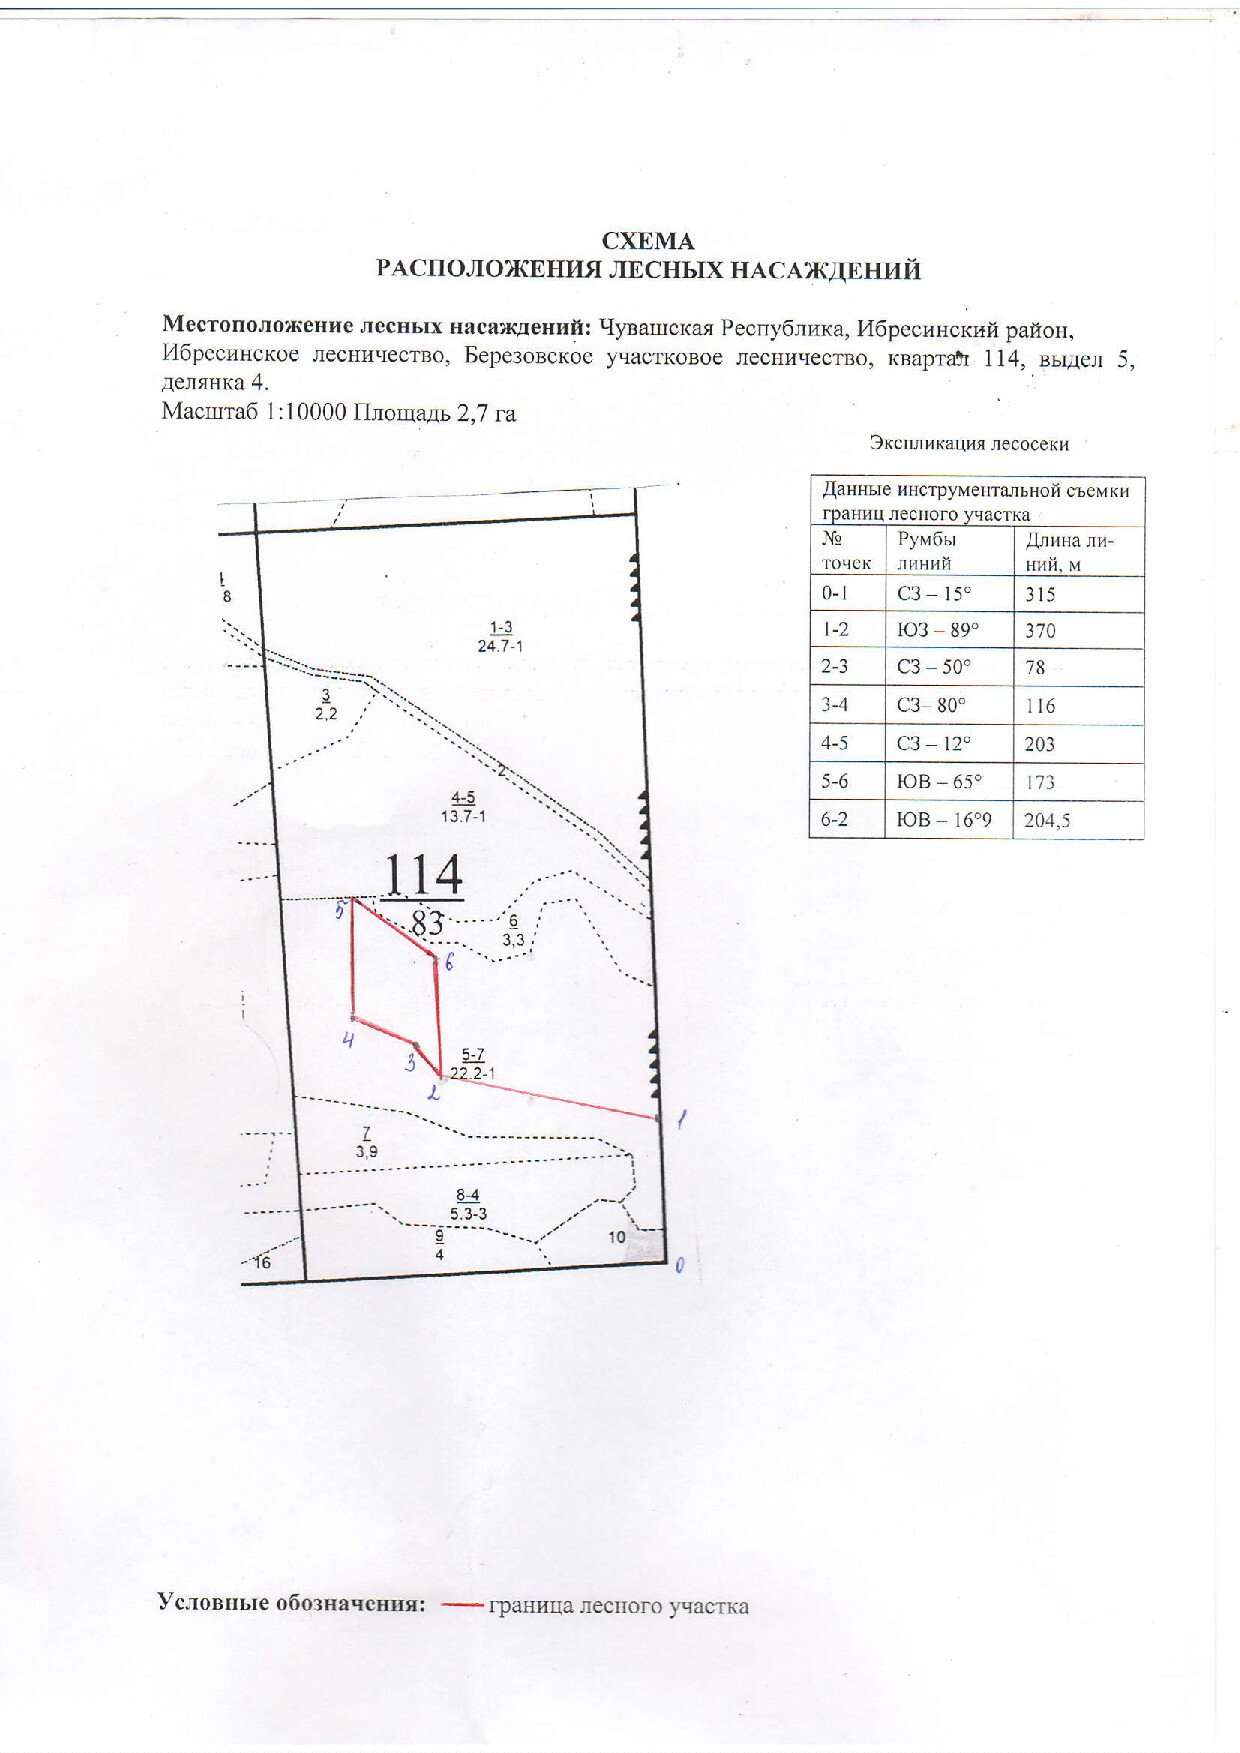 СХЕМА
РАСПОЛОЖЕНИЯ ЛЕСНЫХ НАСАЖДЕНИЙ
Местоположение лесных насаждений: Чувашская Республика, Ибресинский район,
Ибресинское лесничество, Березовское участковое лесничество, квартал 114, выдел 5,
делянка 4.
Масштаб 1:10000 Площадь 2,7 га
Экспликация лесосеки
Данные инструментальной съемки
границ лесного участка
№ точек Румбы линий Длина ли-
ний, м
0-1 СЗ – 15° 315
1-2 ЮЗ – 89° 370
2-3 СЗ – 50° 78
3-4 СЗ– 80° 116
4-5 СЗ – 12° 203
5-6 ЮВ – 65° 173
6-2 ЮВ – 16°9 204,5
8
1-3
24.7-1
3
2,2
2
4-5
13.7-1
114
83
5
6
3,3
6
4
3
5-7
22.2-1
2
1
7
3,9
8-4
5.3-3
9
4
10
16
0
Условные обозначения: граница лесного участка